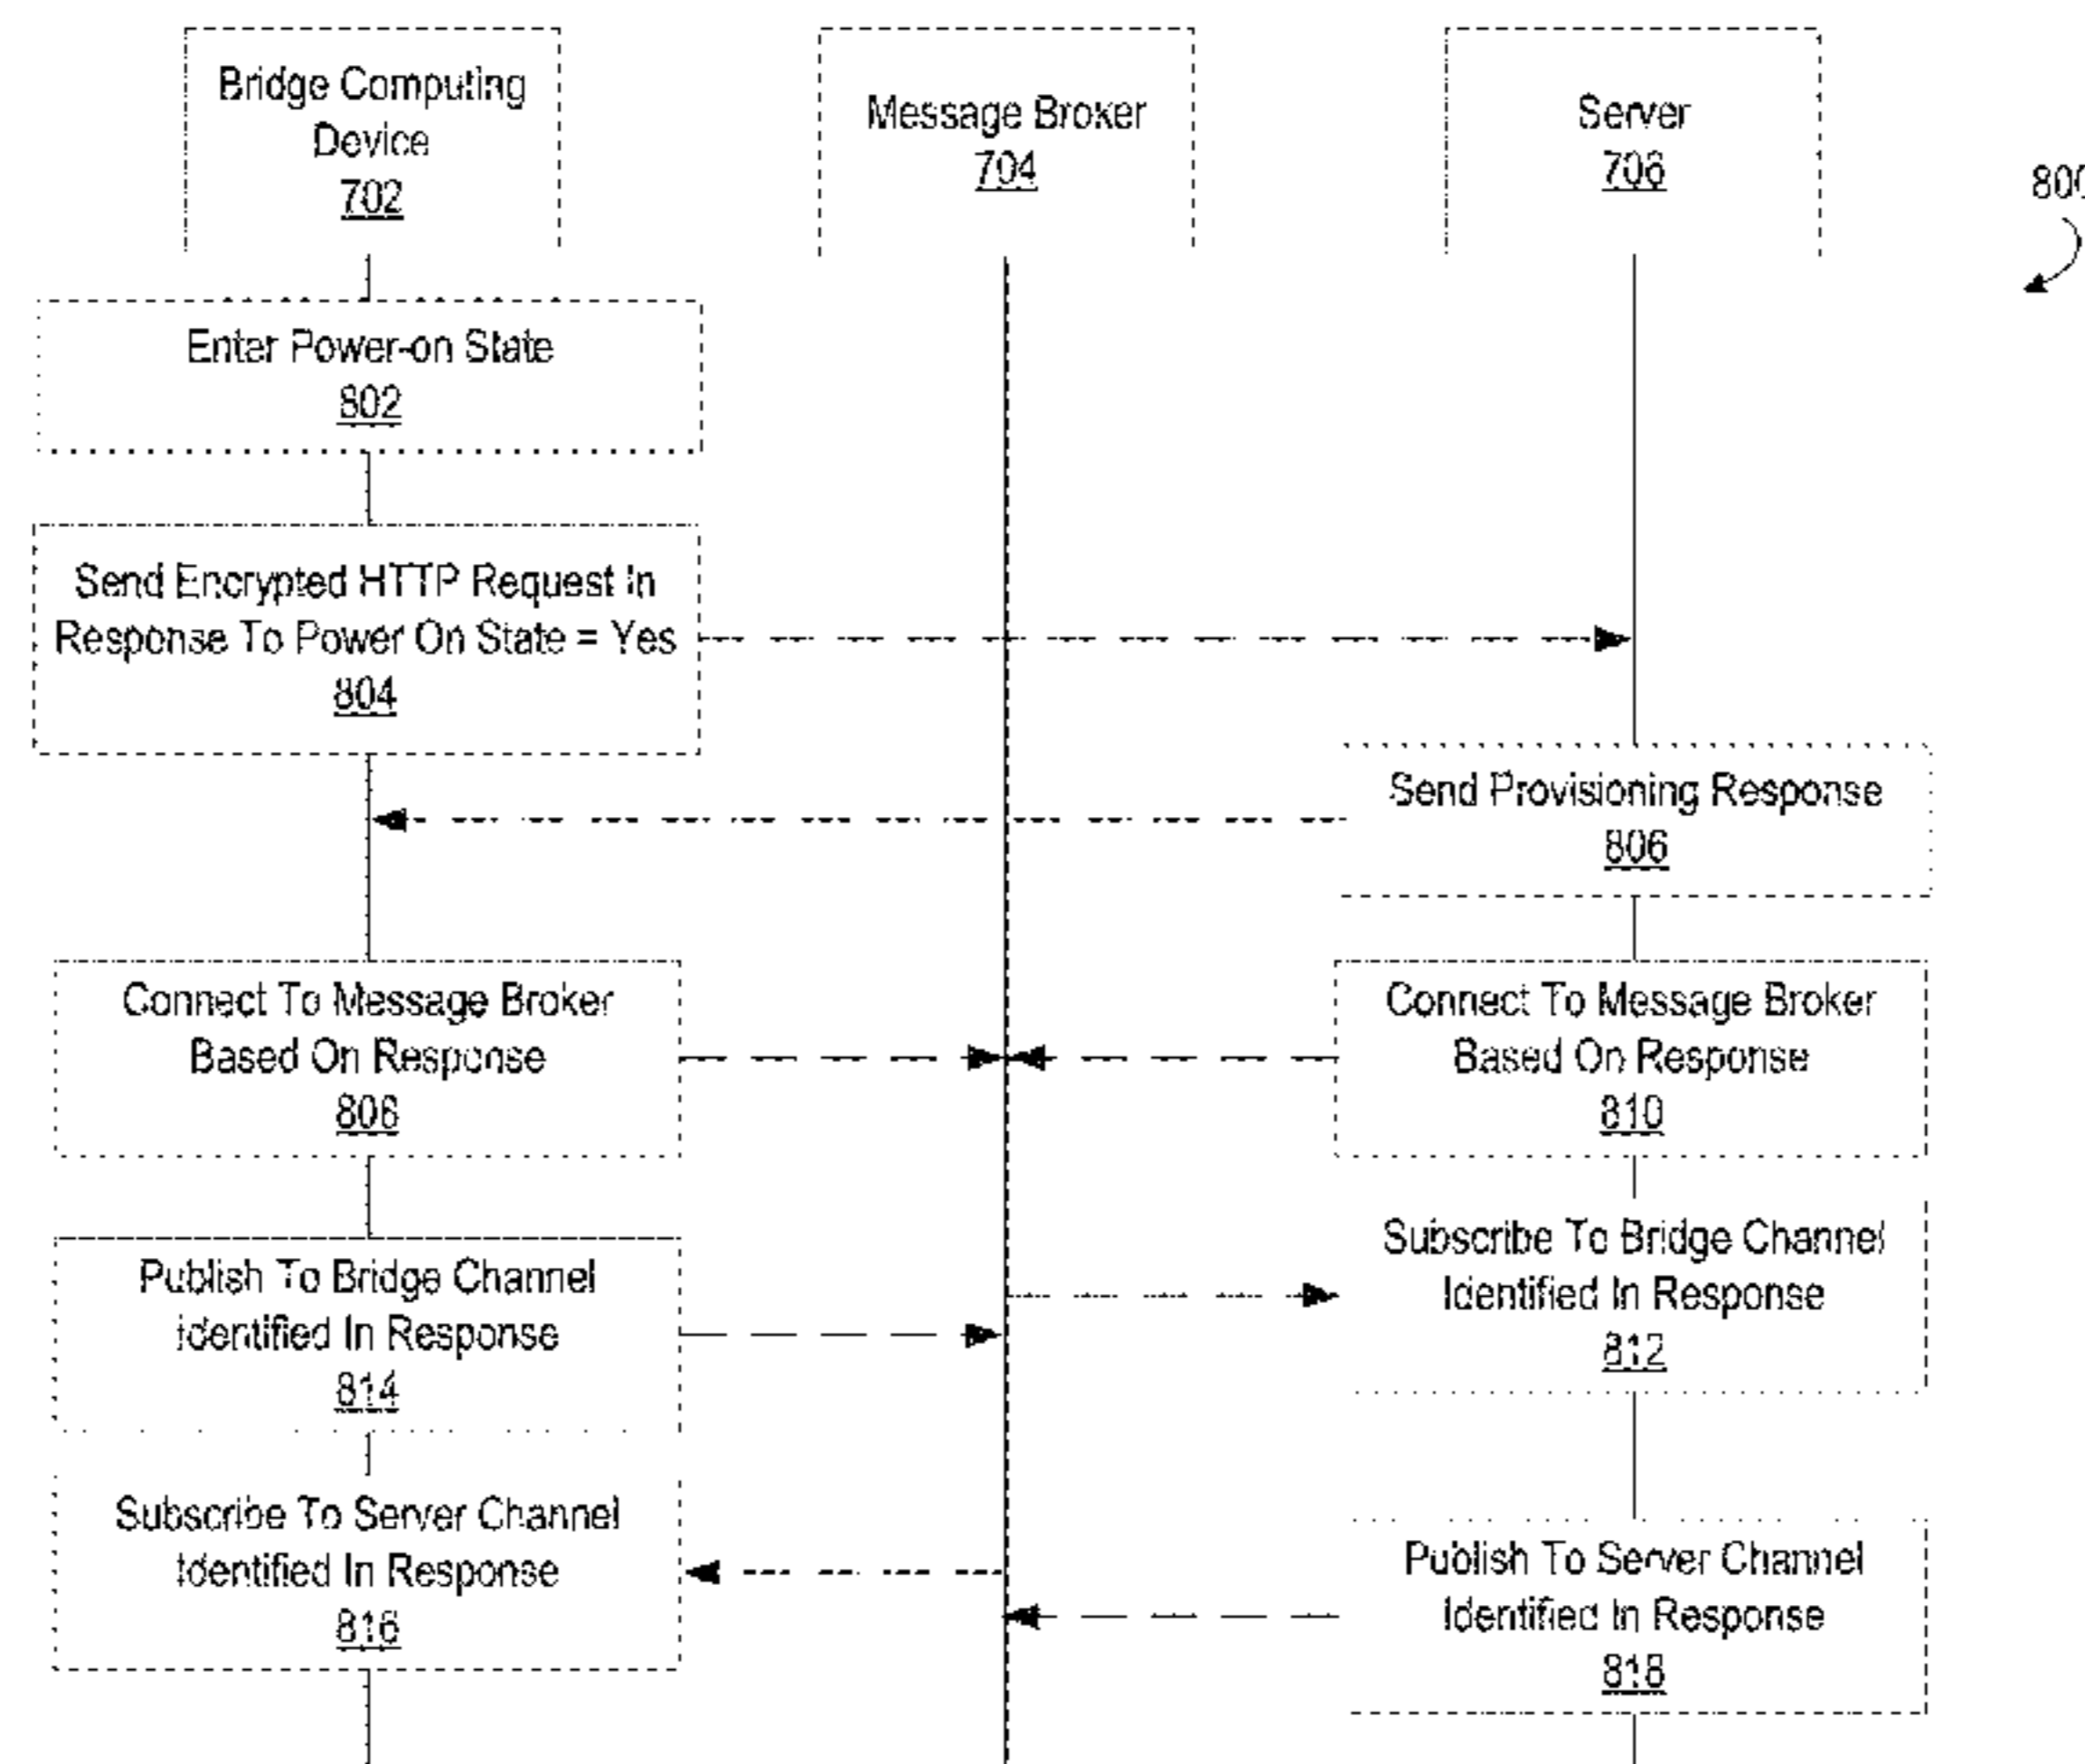 Bridge Computing
Device
702
Message Broker
704
Server
706
800
Enter Power-on State
802
Send Encrypted HTTP Request In
Response To Power On State = Yes
804
Send Provisioning Response
806
Connect To Message Broker
Based On Response
808
Connect To Message Broker
Based On Response
810
Subscribe To Bridge Channel
Identified In Response
812
Publish To Bridge Channel
Identified In Response
814
Subscribe To Server Channel
Identified In Response
816
Publish To Server Channel
Identified In Response
818